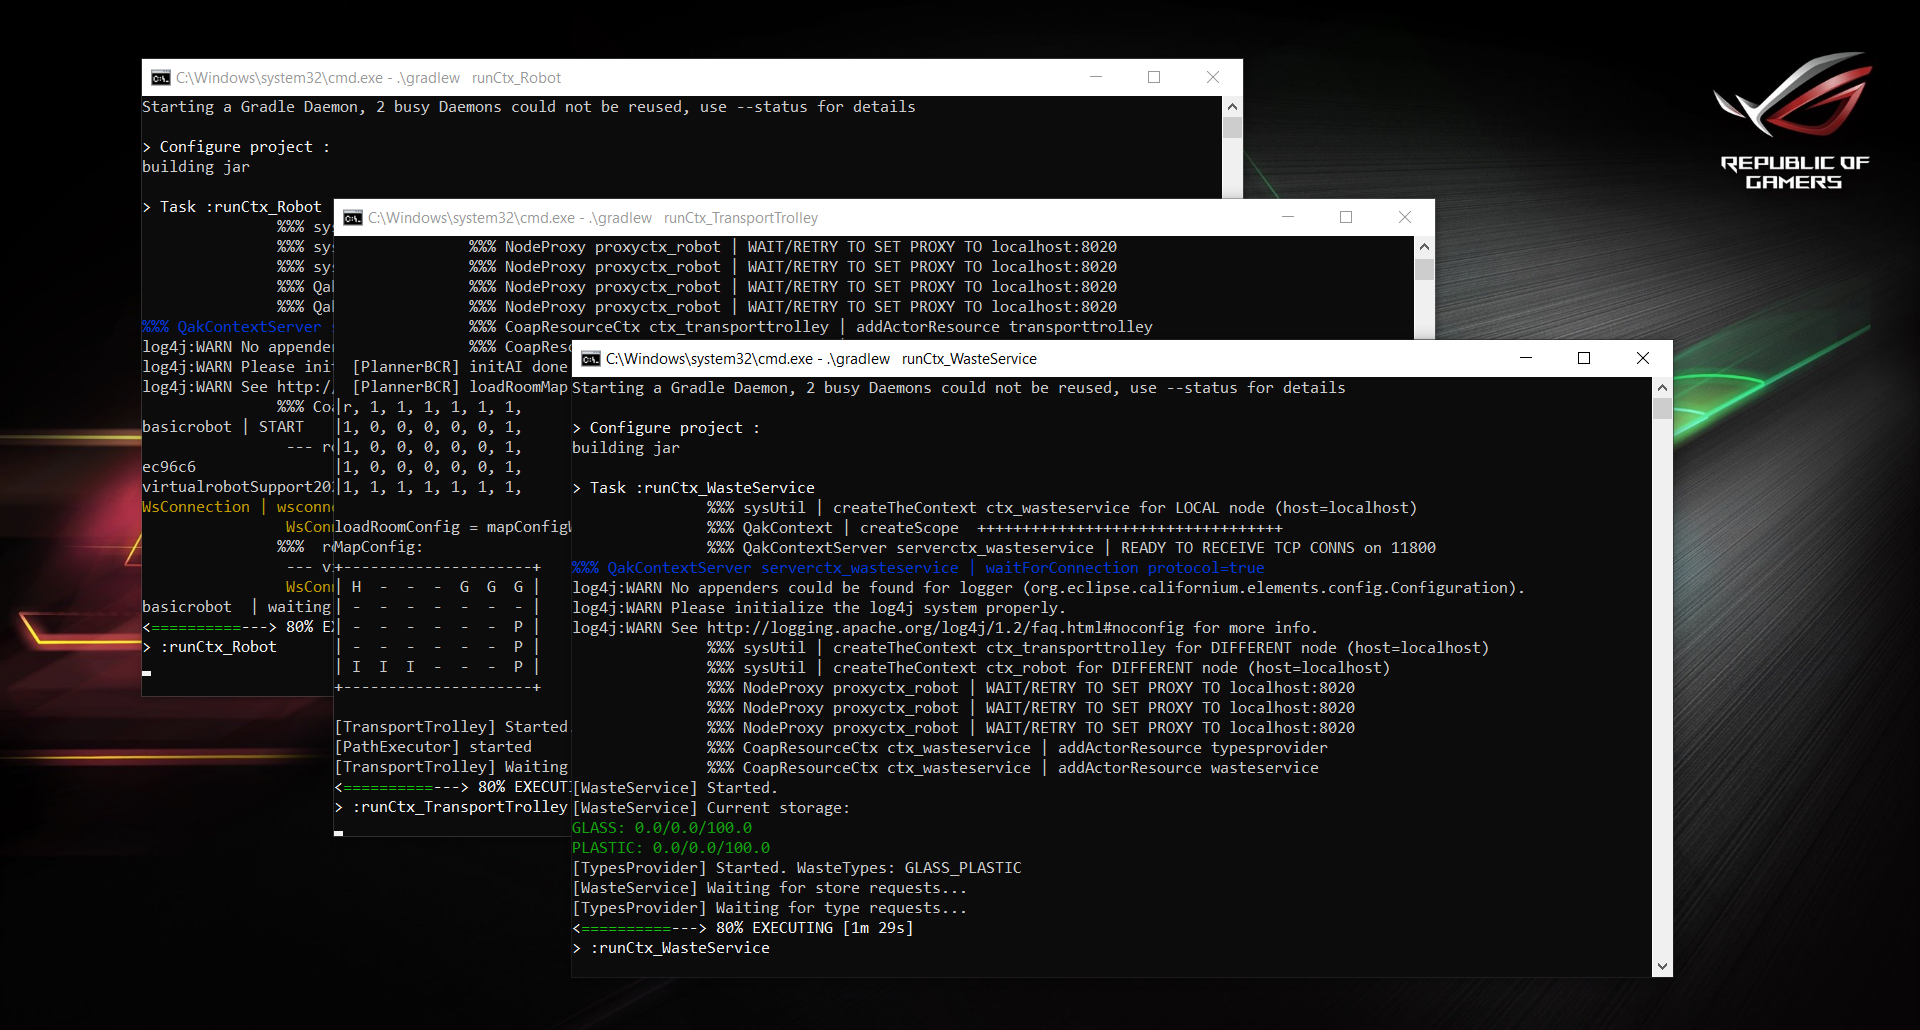 C:\Windows\system32\cmd.exe - .\gradlew   runCtx_Robot
Starting a Gradle Daemon, 2 busy Daemons could not be reused, use --status for details
> Configure project :
building jar
> Task :runCtx_Robot
%%% sys
%%% sys
%%% sys
%%% Qak
%%% Qak
%%% QakContextServer s
log4j:WARN No appende
log4j:WARN Please init
log4j:WARN See http:/
%%% Coa
basicrobot | START
--- ro
ec96c6
virtualrobotSupport202
WsConnection | wsconne
WsConn
%%%  ro
--- vi
WsConn
basicrobot  | waiting
<==========---> 80% EX
> :runCtx_Robot
C:\Windows\system32\cmd.exe - .\gradlew   runCtx_TransportTrolley
%%% NodeProxy proxyctx_robot | WAIT/RETRY TO SET PROXY TO localhost:8020
%%% NodeProxy proxyctx_robot | WAIT/RETRY TO SET PROXY TO localhost:8020
%%% NodeProxy proxyctx_robot | WAIT/RETRY TO SET PROXY TO localhost:8020
%%% NodeProxy proxyctx_robot | WAIT/RETRY TO SET PROXY TO localhost:8020
%%% CoapResourceCtx ctx_transporttrolley | addActorResource transporttrolley
%%% CoapReso
[PlannerBCR] initAI done
[PlannerBCR] loadRoomMap
|r, 1, 1, 1, 1, 1, 1,
|1, 0, 0, 0, 0, 0, 1,
|1, 0, 0, 0, 0, 0, 1,
|1, 0, 0, 0, 0, 0, 1,
|1, 1, 1, 1, 1, 1, 1,
loadRoomConfig = mapConfigW
MapConfig:
+---------------------+
| H  -  -  -  G  G  G |
| -  -  -  -  -  -  - |
| -  -  -  -  -  -  P |
| -  -  -  -  -  -  P |
| I  I  I  -  -  -  P |
+---------------------+
[TransportTrolley] Started.
[PathExecutor] started
[TransportTrolley] Waiting
<==========---> 80% EXECUT
> :runCtx_TransportTrolley
C:\Windows\system32\cmd.exe - .\gradlew   runCtx_WasteService
Starting a Gradle Daemon, 2 busy Daemons could not be reused, use --status for details
> Configure project :
building jar
> Task :runCtx_WasteService
%%% sysUtil | createTheContext ctx_wasteservice for LOCAL node (host=localhost)
%%% QakContext | createScope  ++++++++++++++++++++++++++++++++++
%%% QakContextServer serverctx_wasteservice | READY TO RECEIVE TCP CONNS on 11800
%%% QakContextServer serverctx_wasteservice | waitForConnection protocol=true
log4j:WARN No appenders could be found for logger (org.eclipse.californium.elements.config.Configuration).
log4j:WARN Please initialize the log4j system properly.
log4j:WARN See http://logging.apache.org/log4j/1.2/faq.html#noconfig for more info.
%%% sysUtil | createTheContext ctx_transporttrolley for DIFFERENT node (host=localhost)
%%% sysUtil | createTheContext ctx_robot for DIFFERENT node (host=localhost)
%%% NodeProxy proxyctx_robot | WAIT/RETRY TO SET PROXY TO localhost:8020
%%% NodeProxy proxyctx_robot | WAIT/RETRY TO SET PROXY TO localhost:8020
%%% NodeProxy proxyctx_robot | WAIT/RETRY TO SET PROXY TO localhost:8020
%%% CoapResourceCtx ctx_wasteservice | addActorResource typesprovider
%%% CoapResourceCtx ctx_wasteservice | addActorResource wasteservice
[WasteService] Started.
[WasteService] Current storage:
GLASS: 0.0/0.0/100.0
PLASTIC: 0.0/0.0/100.0
[TypesProvider] Started. WasteTypes: GLASS_PLASTIC
[WasteService] Waiting for store requests...
[TypesProvider] Waiting for type requests...
<==========---> 80% EXECUTING [1m 29s]
> :runCtx_WasteService
REPUBLIC OF
GAMERS